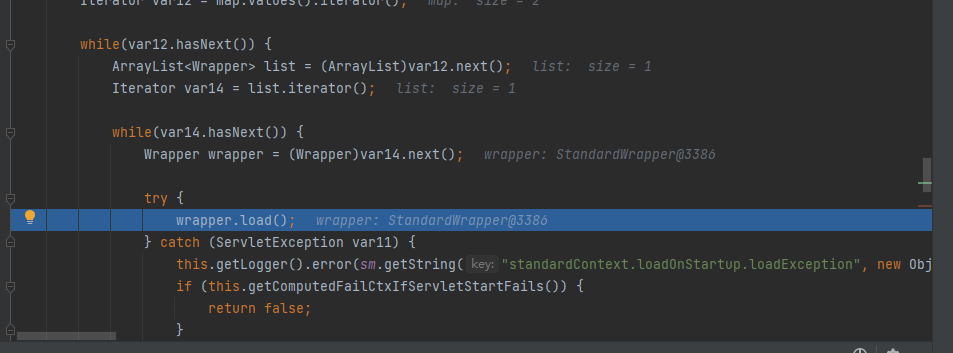 Iterator var12 = map.values().iterator();   map:  size = 2
while(var12.hasNext()) {
ArrayList<Wrapper> list = (ArrayList)var12.next();   list:  size = 1
Iterator var14 = list.iterator();   list:  size = 1
while(var14.hasNext()) {
Wrapper wrapper = (Wrapper)var14.next();   wrapper: StandardWrapper@3386
try {
wrapper.load();   wrapper: StandardWrapper@3386
} catch (ServletException var11) {
this.getLogger().error(sm.getString( key: "standardContext.loadOnStartup.loadException", new Obj
if (this.getComputedFailCtxIfServletStartFails()) {
return false;
}